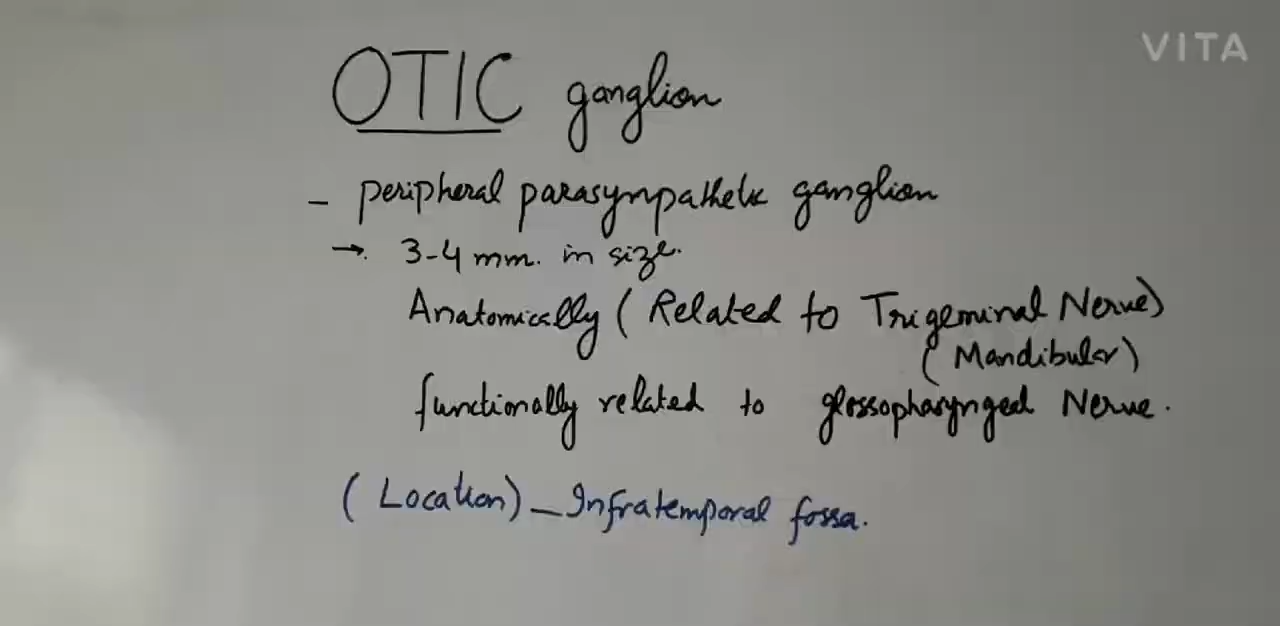 VITA
OTIC ganglion
- peripheral parasympathetic ganglion
→ 3-4 mm. in size.
Anatomically ( Related to Trigeminal Nerve)
( Mandibular)
functionally related to glossopharyngeal Nerve.
( Location) - Infratemporal fossa.